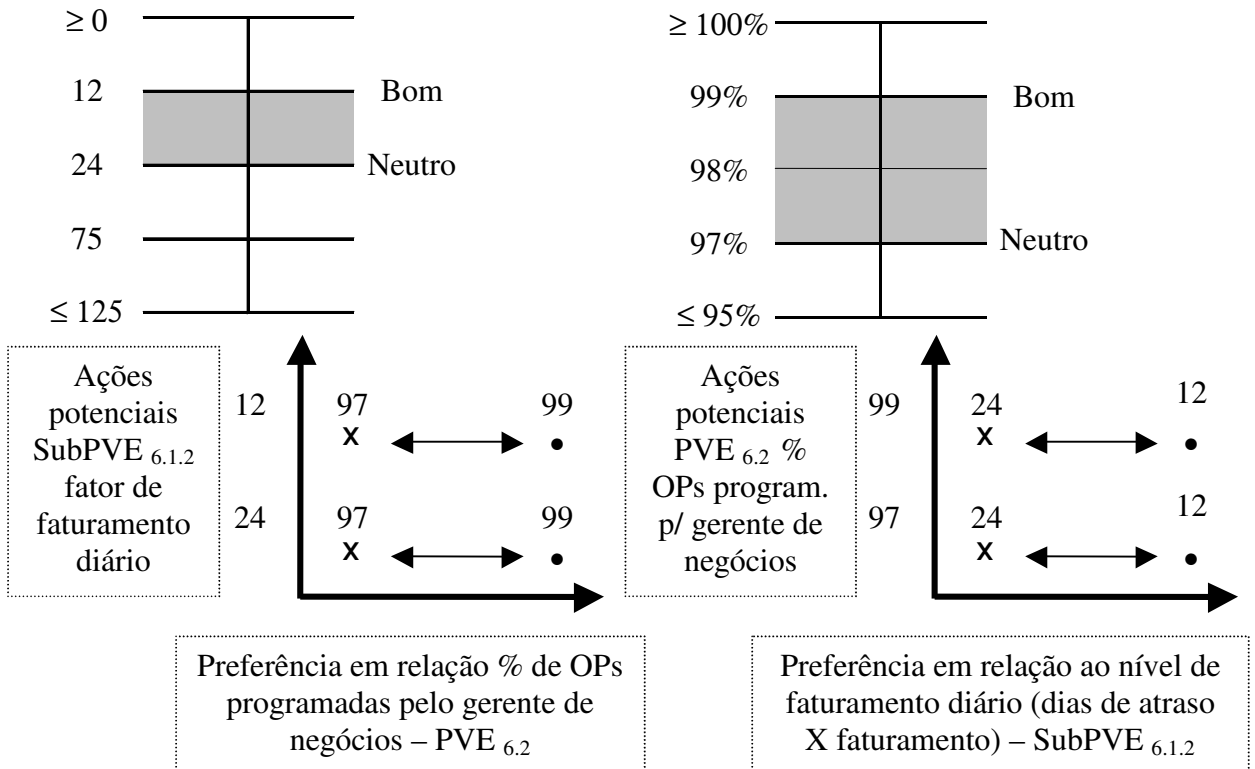 ≥ 0
12 Bom
24 Neutro
75
≤ 125
≥ 100%
99% Bom
98%
97% Neutro
≤ 95%
Ações
potenciais
SubPVE 6.1.2
fator de
faturamento
diário
12 97 99
x
24 97 99
x
Preferência em relação % de OPs
programadas pelo gerente de
negócios – PVE 6.2
Ações
potenciais
PVE 6.2 %
OPs program.
p/ gerente de
negócios
99 24 12
x
97 24 12
x
Preferência em relação ao nível de
faturamento diário (dias de atraso
X faturamento) – SubPVE 6.1.2